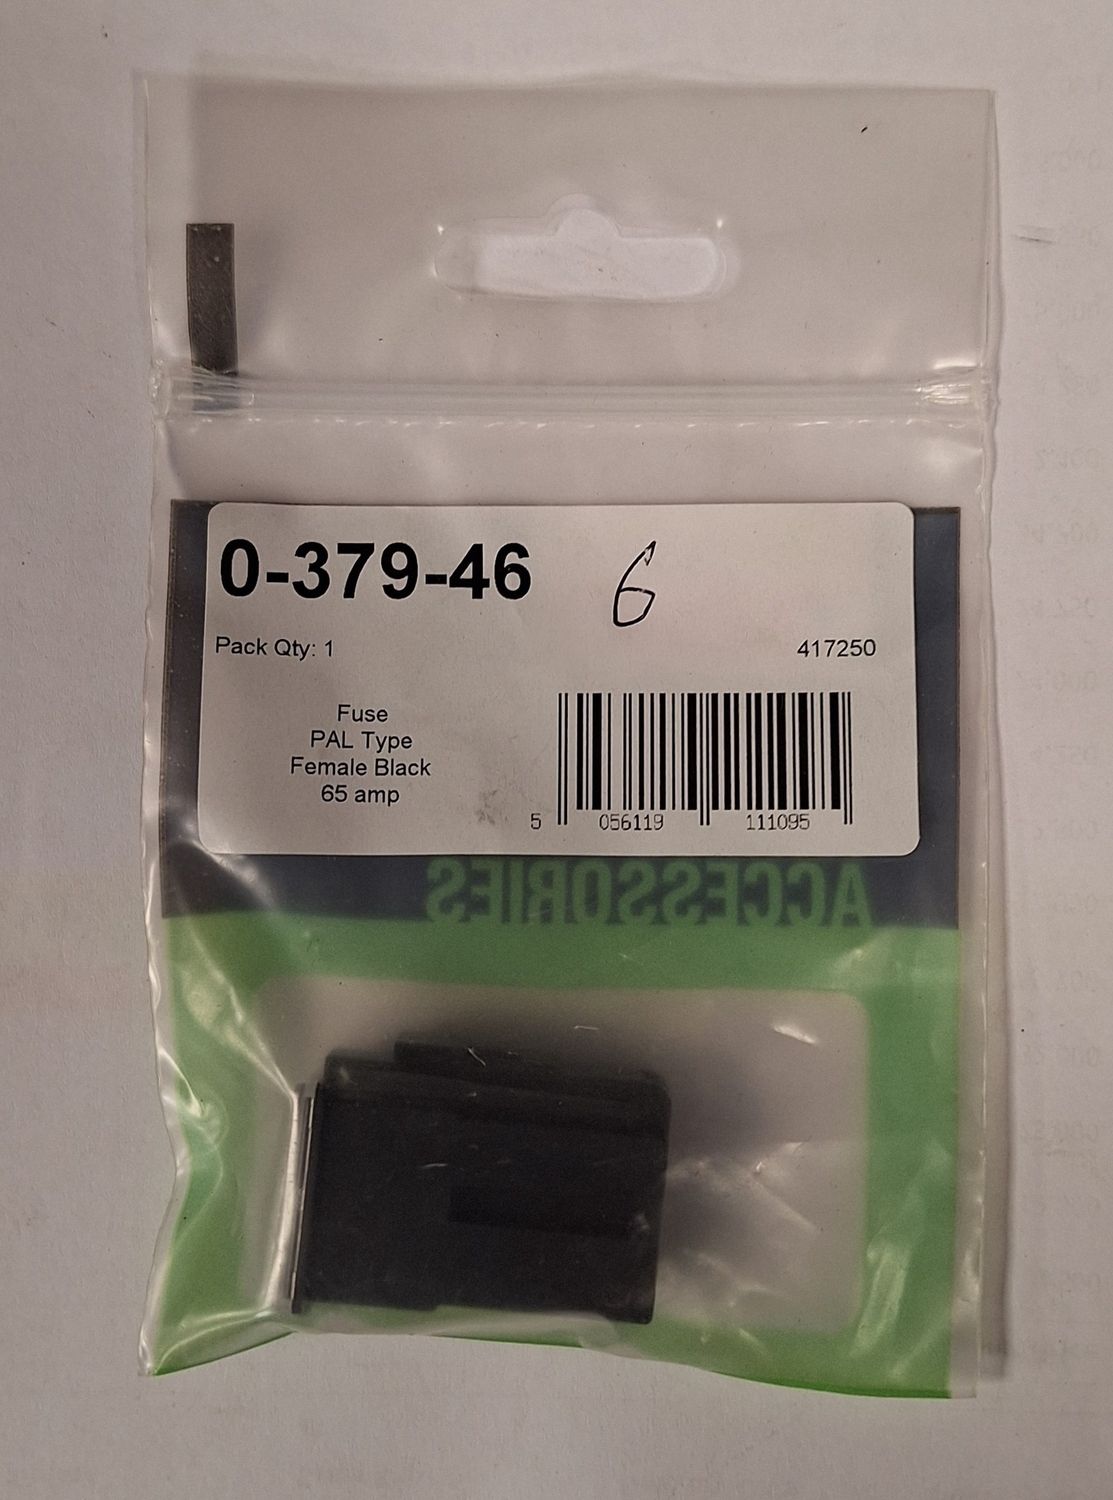 0-379-46 6
Pack Qty: 1 417250
Fuse
PAL Type
Female Black
65 amp
5 056119 111095
ACCESSORIES